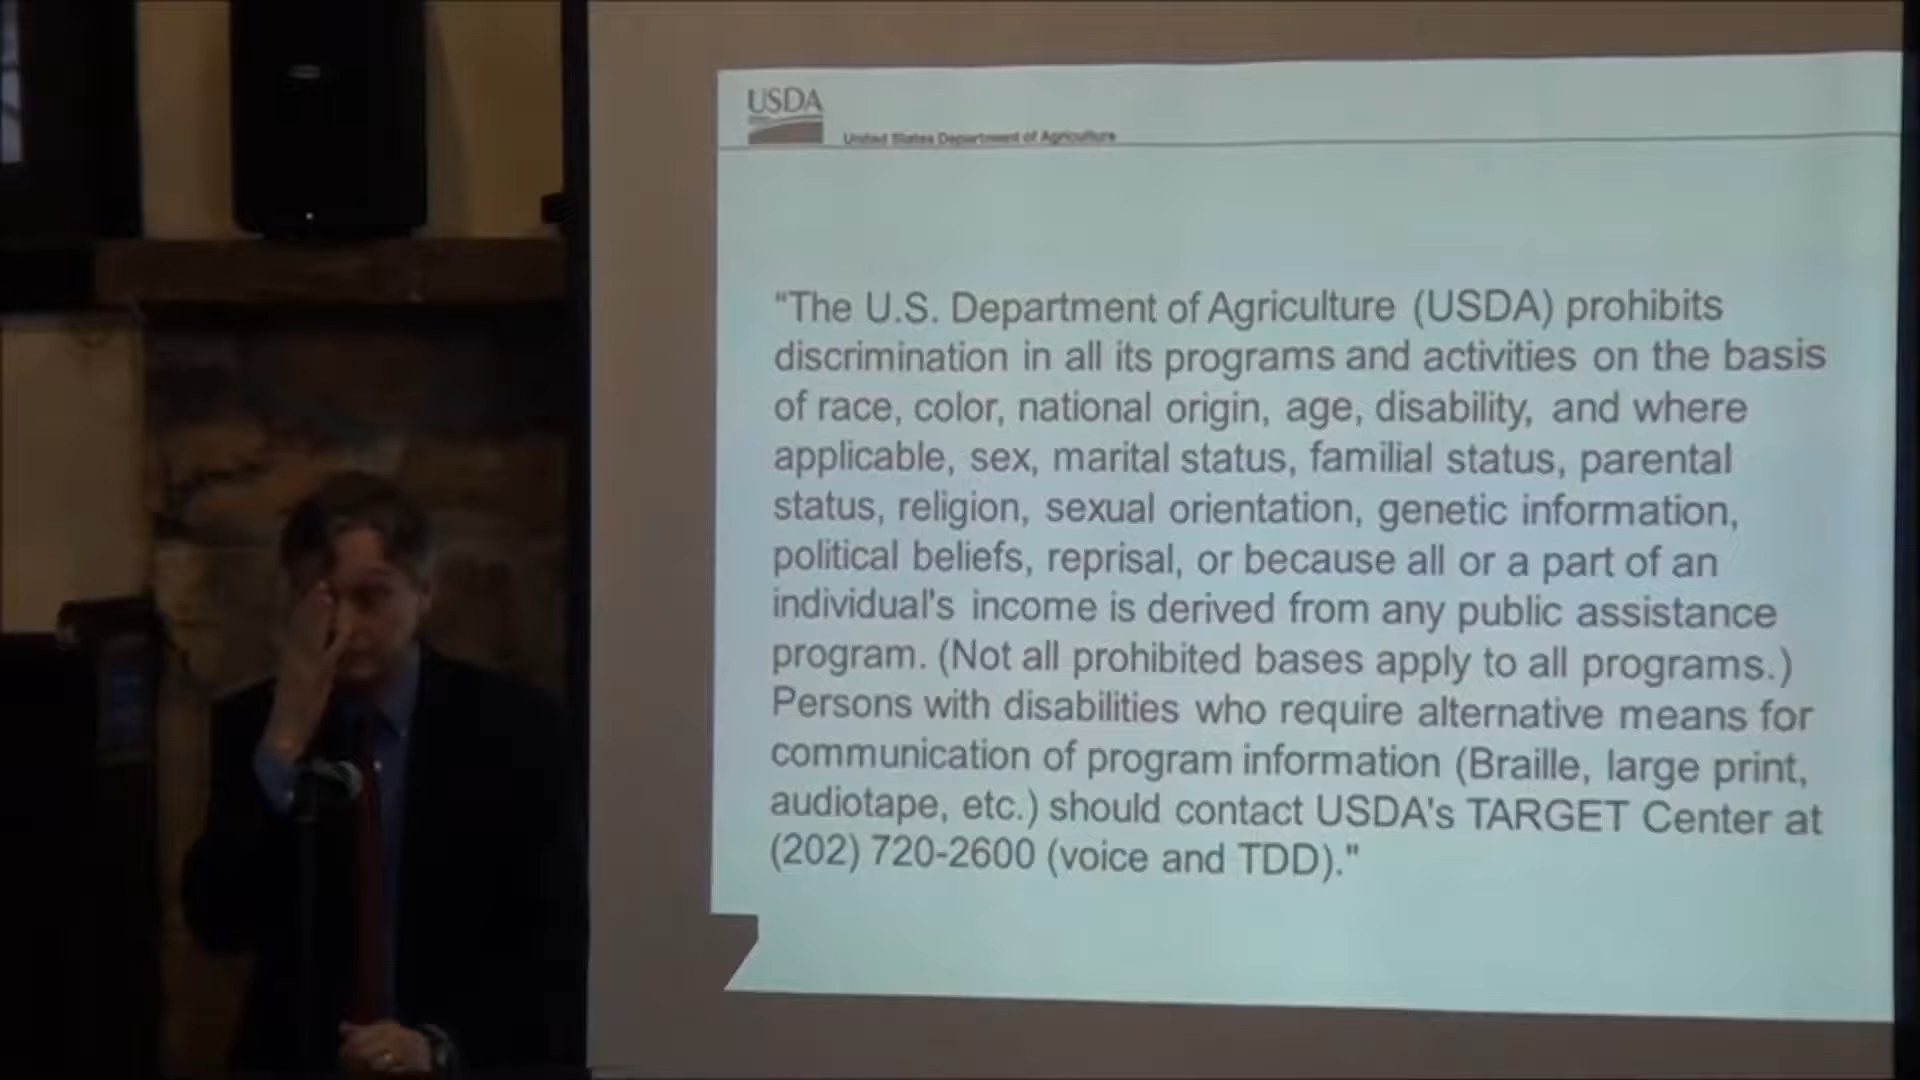 USDA
United States Department of Agriculture
"The U.S. Department of Agriculture (USDA) prohibits
discrimination in all its programs and activities on the basis
of race, color, national origin, age, disability, and where
applicable, sex, marital status, familial status, parental
status, religion, sexual orientation, genetic information,
political beliefs, reprisal, or because all or a part of an
individual's income is derived from any public assistance
program. (Not all prohibited bases apply to all programs.)
Persons with disabilities who require alternative means for
communication of program information (Braille, large print,
audiotape, etc.) should contact USDA's TARGET Center at
(202) 720-2600 (voice and TDD)."